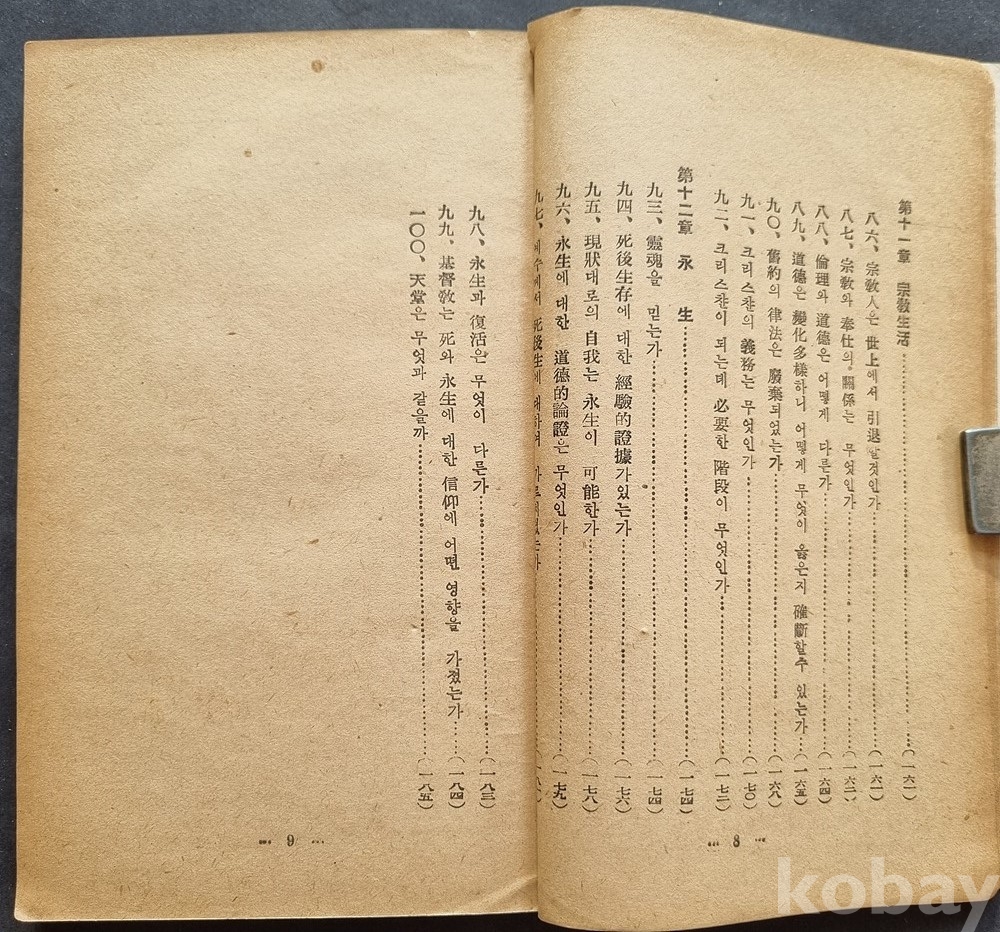 第十一章 宗敎生活……(一六一)
八六、宗敎人은 世上에서 引退할것인가……(一六一)
八七、宗敎와 奉仕의 關係는 무엇인가……(一六二)
八八、倫理와 道德은 어떻게 다른가……(一六四)
八九、道德은 變化多樣하니 어떻게 무엇이 옳은지 確斷할수 있는가……(一六五)
九〇、舊約의 律法은 廢棄되었는가……(一六八)
九一、크리스챤의 義務는 무엇인가……(一七〇)
九二、크리스챤이 되는데 必要한 階段이 무엇인가……(一七二)
第十二章 永 生……(一七四)
九三、靈魂을 믿는가……(一七四)
九四、死後生存에 대한 經驗的證據가있는가……(一七六)
九五、現狀대로의 自我는 永生이 可能한가……(一七八)
九六、永生에 대한 道德的論證은 무엇인가……(一七九)
九七、예수께서 死後生에 대하여
… 8 …
九八、永生과 復活은 무엇이 다른가……(一八三)
九九、基督敎는 死와 永生에 대한 信仰에 어떤 영향을 가졌는가……(一八四)
一〇〇、天堂은 무엇과 같을까……(一八五)
… 9 …
kobay